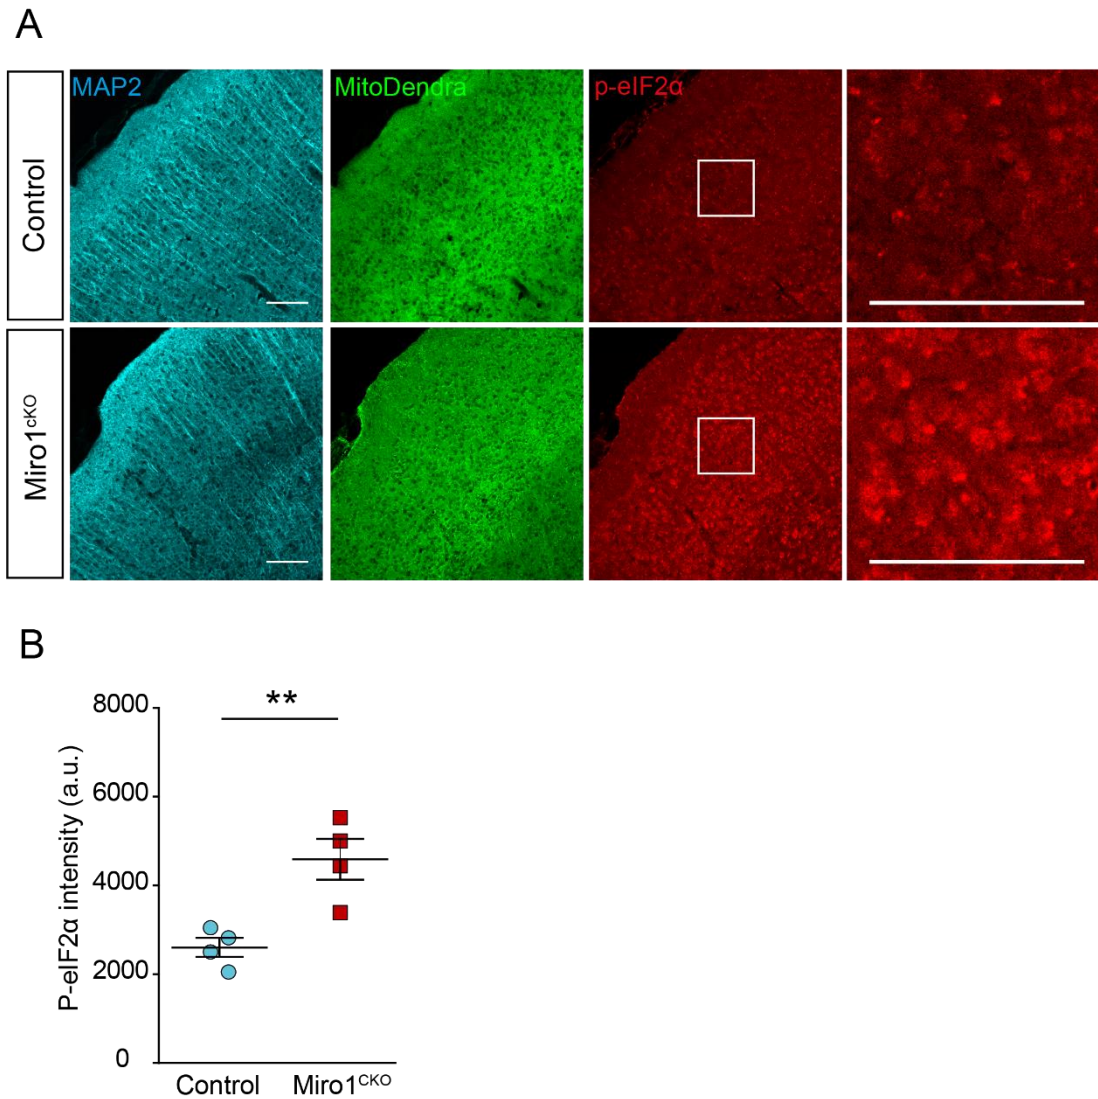 A
MAP2 MitoDendra p-eIF2α
Control
Miro1cKO
B
**
8000
6000
4000
2000
0
P-eIF2α intensity (a.u.)
Control Miro1CKO